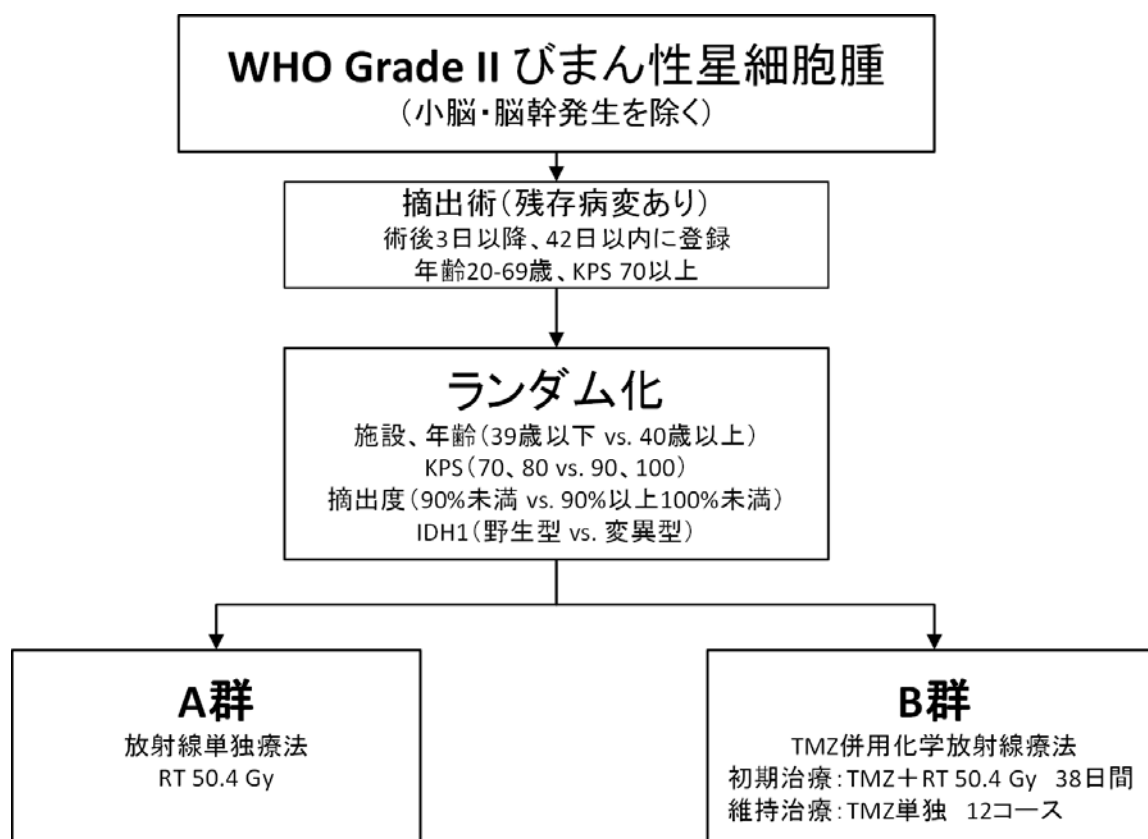 WHO Grade II びまん性星細胞腫
(小脳・脳幹発生を除く)
摘出術(残存病変あり)
術後3日以降、42日以内に登録
年齢20-69歳、KPS 70以上
ランダム化
施設、年齢(39歳以下 vs. 40歳以上)
KPS(70、80 vs. 90、100)
摘出度(90%未満 vs. 90%以上100%未満)
IDH1(野生型 vs. 変異型)
A群
放射線単独療法
RT 50.4 Gy
B群
TMZ併用化学放射線療法
初期治療:TMZ+RT 50.4 Gy 38日間
維持治療:TMZ単独 12コース